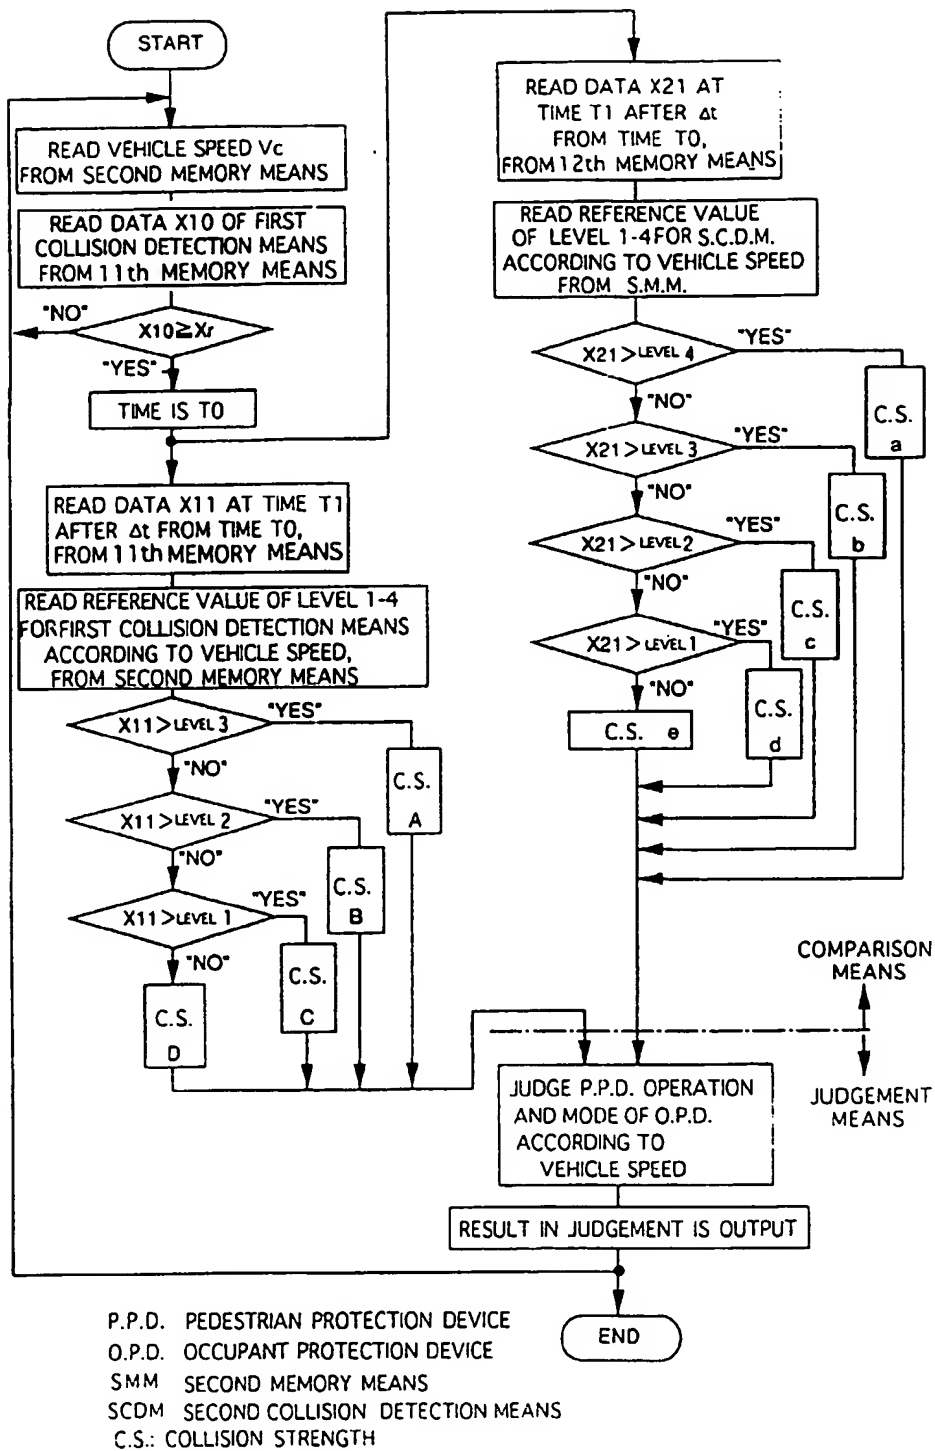 START
READ VEHICLE SPEED Vc
FROM SECOND MEMORY MEANS
READ DATA X10 OF FIRST
COLLISION DETECTION MEANS
FROM 11th MEMORY MEANS
"NO"
X10≧Xr
"YES"
TIME IS T0
READ DATA X11 AT TIME T1
AFTER Δt FROM TIME T0,
FROM 11th MEMORY MEANS
READ REFERENCE VALUE OF LEVEL 1-4
FOR FIRST COLLISION DETECTION MEANS
ACCORDING TO VEHICLE SPEED,
FROM SECOND MEMORY MEANS
X11>LEVEL 3
"YES"
"NO"
C.S.
A
X11>LEVEL 2
"YES"
"NO"
C.S.
B
X11>LEVEL 1
"YES"
"NO"
C.S.
C
C.S.
D
READ DATA X21 AT
TIME T1 AFTER Δt
FROM TIME T0,
FROM 12th MEMORY MEANS
READ REFERENCE VALUE
OF LEVEL 1-4 FOR S.C.D.M.
ACCORDING TO VEHICLE SPEED
FROM S.M.M.
X21>LEVEL 4
"YES"
"NO"
C.S.
a
X21>LEVEL 3
"YES"
"NO"
C.S.
b
X21>LEVEL 2
"YES"
"NO"
C.S.
c
X21>LEVEL 1
"YES"
"NO"
C.S.
d
C.S. e
COMPARISON
MEANS
JUDGEMENT
MEANS
JUDGE P.P.D. OPERATION
AND MODE OF O.P.D.
ACCORDING TO
VEHICLE SPEED
RESULT IN JUDGEMENT IS OUTPUT
END
P.P.D. PEDESTRIAN PROTECTION DEVICE
O.P.D. OCCUPANT PROTECTION DEVICE
SMM SECOND MEMORY MEANS
SCDM SECOND COLLISION DETECTION MEANS
C.S.: COLLISION STRENGTH